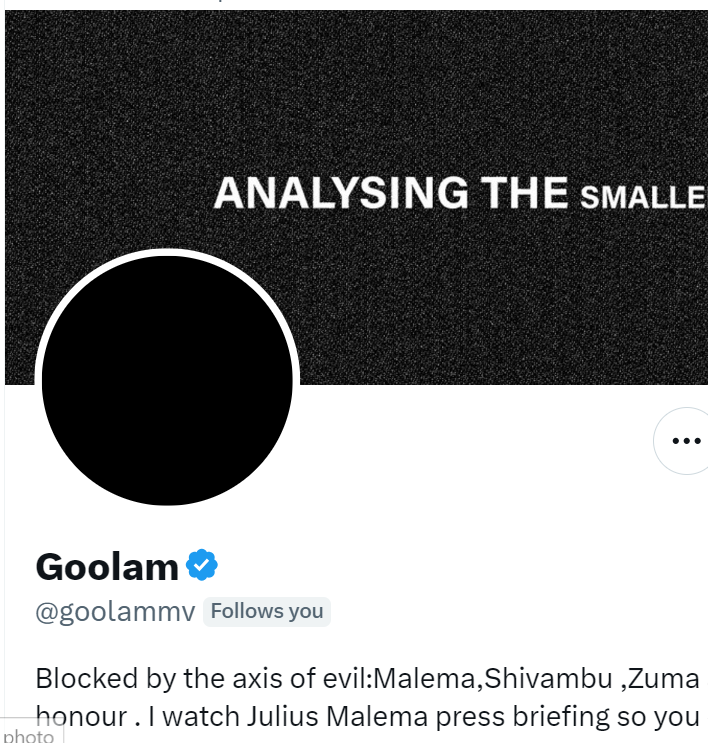 ANALYSING THE SMALLE
Goolam
@goolammv Follows you
Blocked by the axis of evil:Malema,Shivambu ,Zuma
honour . I watch Julius Malema press briefing so you
photo